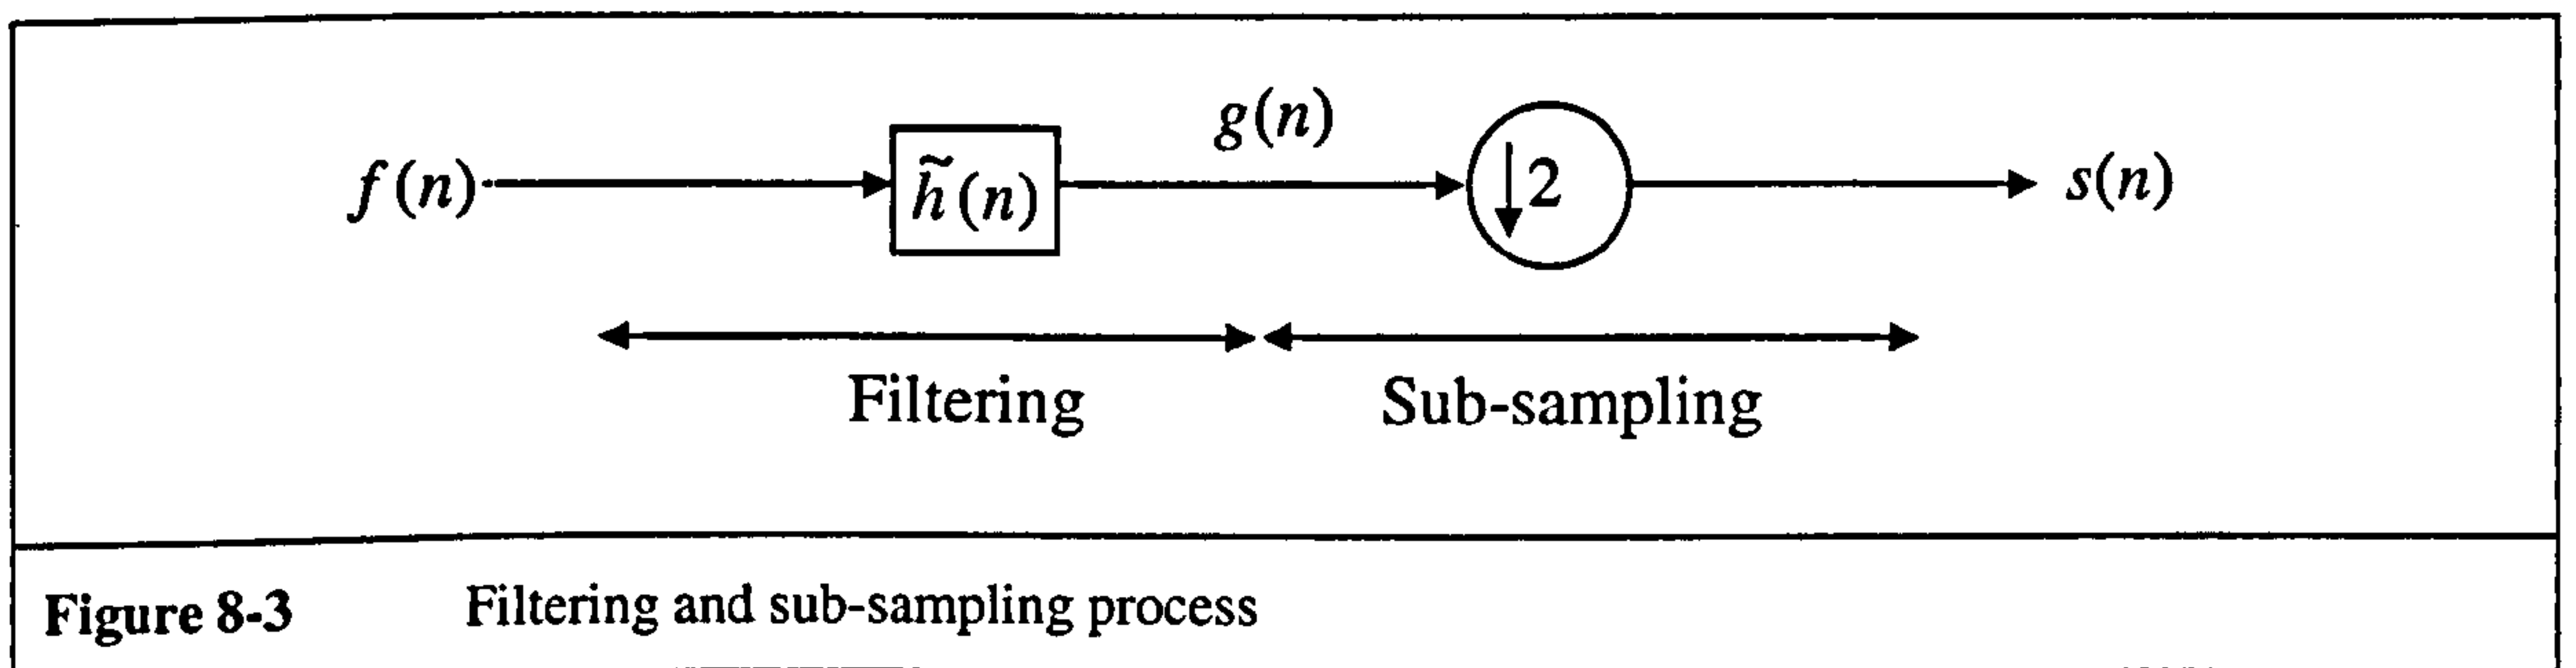 g(n)
f(n) h̃(n) ↓2 s(n)
Filtering Sub-sampling
Figure 8-3 Filtering and sub-sampling process